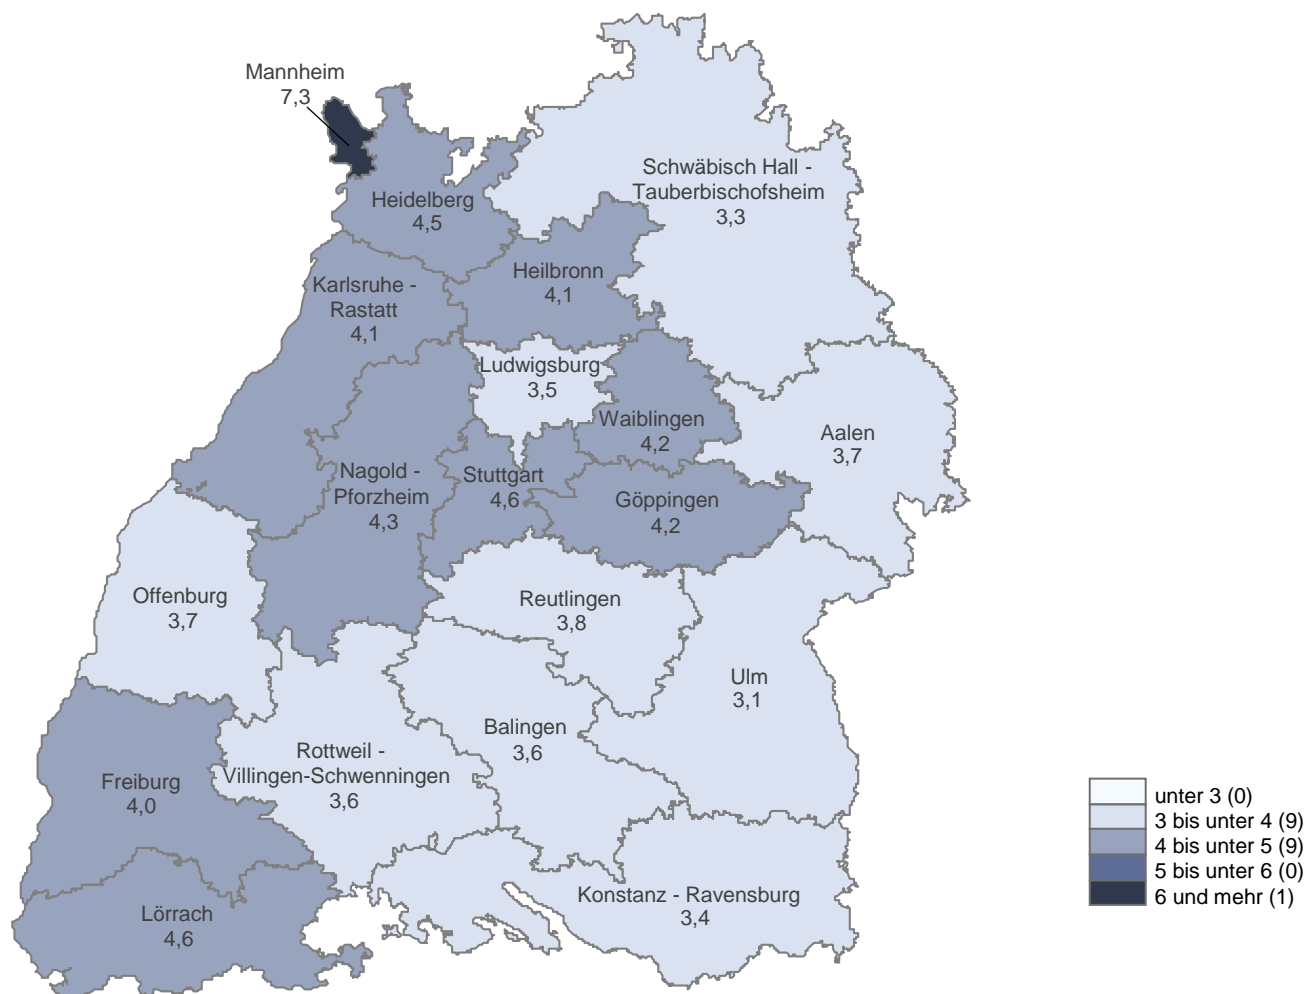 Mannheim
7,3
Schwäbisch Hall -
Tauberbischofsheim
3,3
Heidelberg
4,5
Heilbronn
4,1
Karlsruhe -
Rastatt
4,1
Ludwigsburg
3,5
Waiblingen
4,2
Aalen
3,7
Nagold -
Pforzheim
4,3
Stuttgart
4,6
Göppingen
4,2
Offenburg
3,7
Reutlingen
3,8
Ulm
3,1
Balingen
3,6
Rottweil -
Villingen-Schwenningen
3,6
Freiburg
4,0
Konstanz - Ravensburg
3,4
Lörrach
4,6
unter 3 (0)
3 bis unter 4 (9)
4 bis unter 5 (9)
5 bis unter 6 (0)
6 und mehr (1)